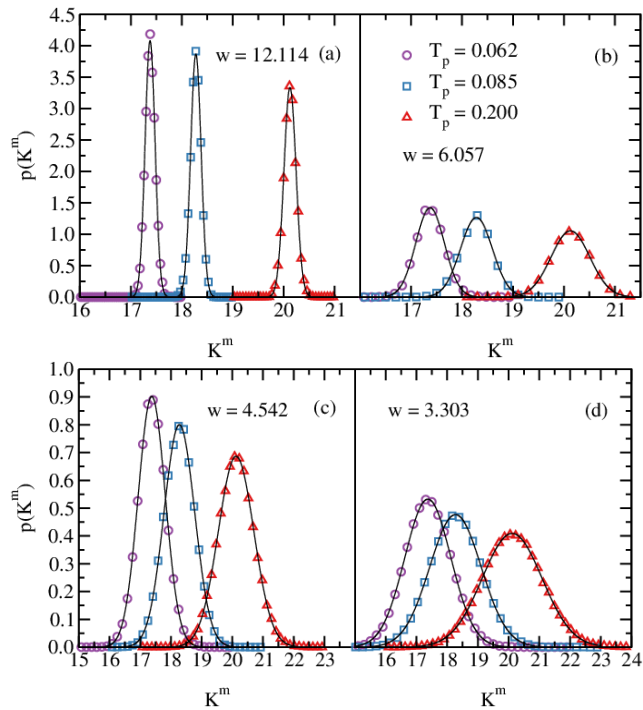 4.5
4.0
3.5
3.0
2.5
2.0
1.5
1.0
0.5
0.0
p(K^m)
w = 12.114
(a)
16 17 18 19 20 21
K^m
T_p = 0.062
T_p = 0.085
T_p = 0.200
(b)
w = 6.057
17 18 19 20 21
K^m
1.0
0.9
0.8
0.7
0.6
0.5
0.4
0.3
0.2
0.1
0.0
p(K^m)
w = 4.542
(c)
15 16 17 18 19 20 21 22 23
K^m
w = 3.303
(d)
16 17 18 19 20 21 22 23 24
K^m